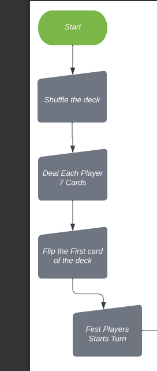 Start
Shuffle the deck
Deal Each Player
7 Cards
Flip the First card
of the deck
First Players
Starts Turn